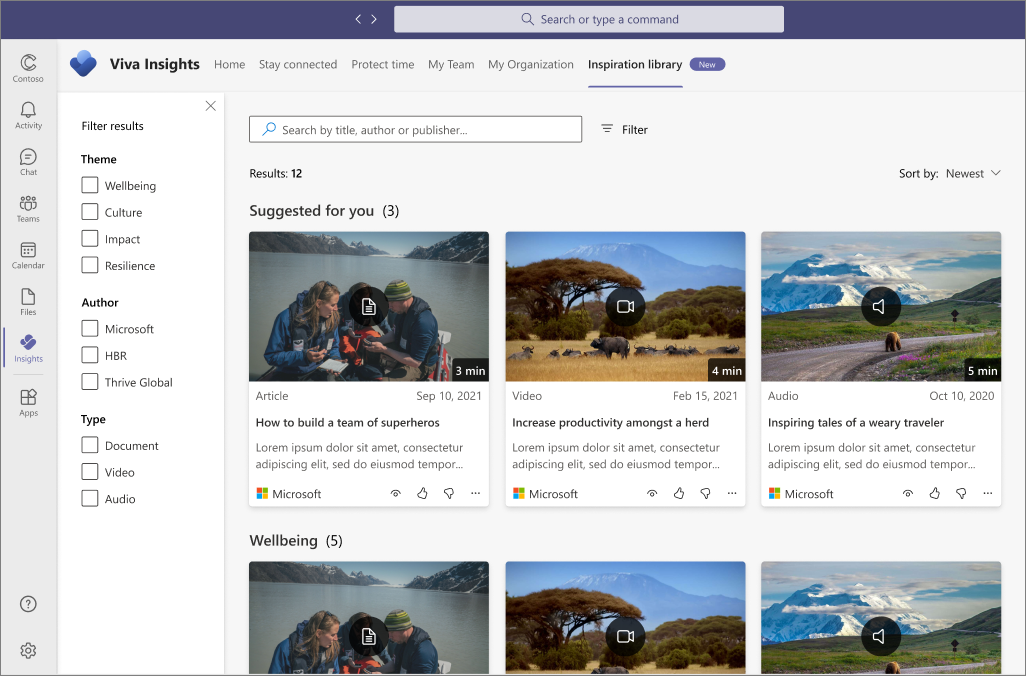 Search or type a command
Contoso
Activity
Chat
Teams
Calendar
Files
Insights
Apps
Viva Insights
Home
Stay connected
Protect time
My Team
My Organization
Inspiration library
New
Filter results
Theme
Wellbeing
Culture
Impact
Resilience
Author
Microsoft
HBR
Thrive Global
Type
Document
Video
Audio
Search by title, author or publisher...
Filter
Results: 12
Sort by: Newest
Suggested for you (3)
3 min
Article
Sep 10, 2021
How to build a team of superheros
Lorem ipsum dolor sit amet, consectetur
adipiscing elit, sed do eiusmod tempor...
Microsoft
4 min
Video
Feb 15, 2021
Increase productivity amongst a herd
Lorem ipsum dolor sit amet, consectetur
adipiscing elit, sed do eiusmod tempor...
Microsoft
5 min
Audio
Oct 10, 2020
Inspiring tales of a weary traveler
Lorem ipsum dolor sit amet, consectetur
adipiscing elit, sed do eiusmod tempor...
Microsoft
Wellbeing (5)